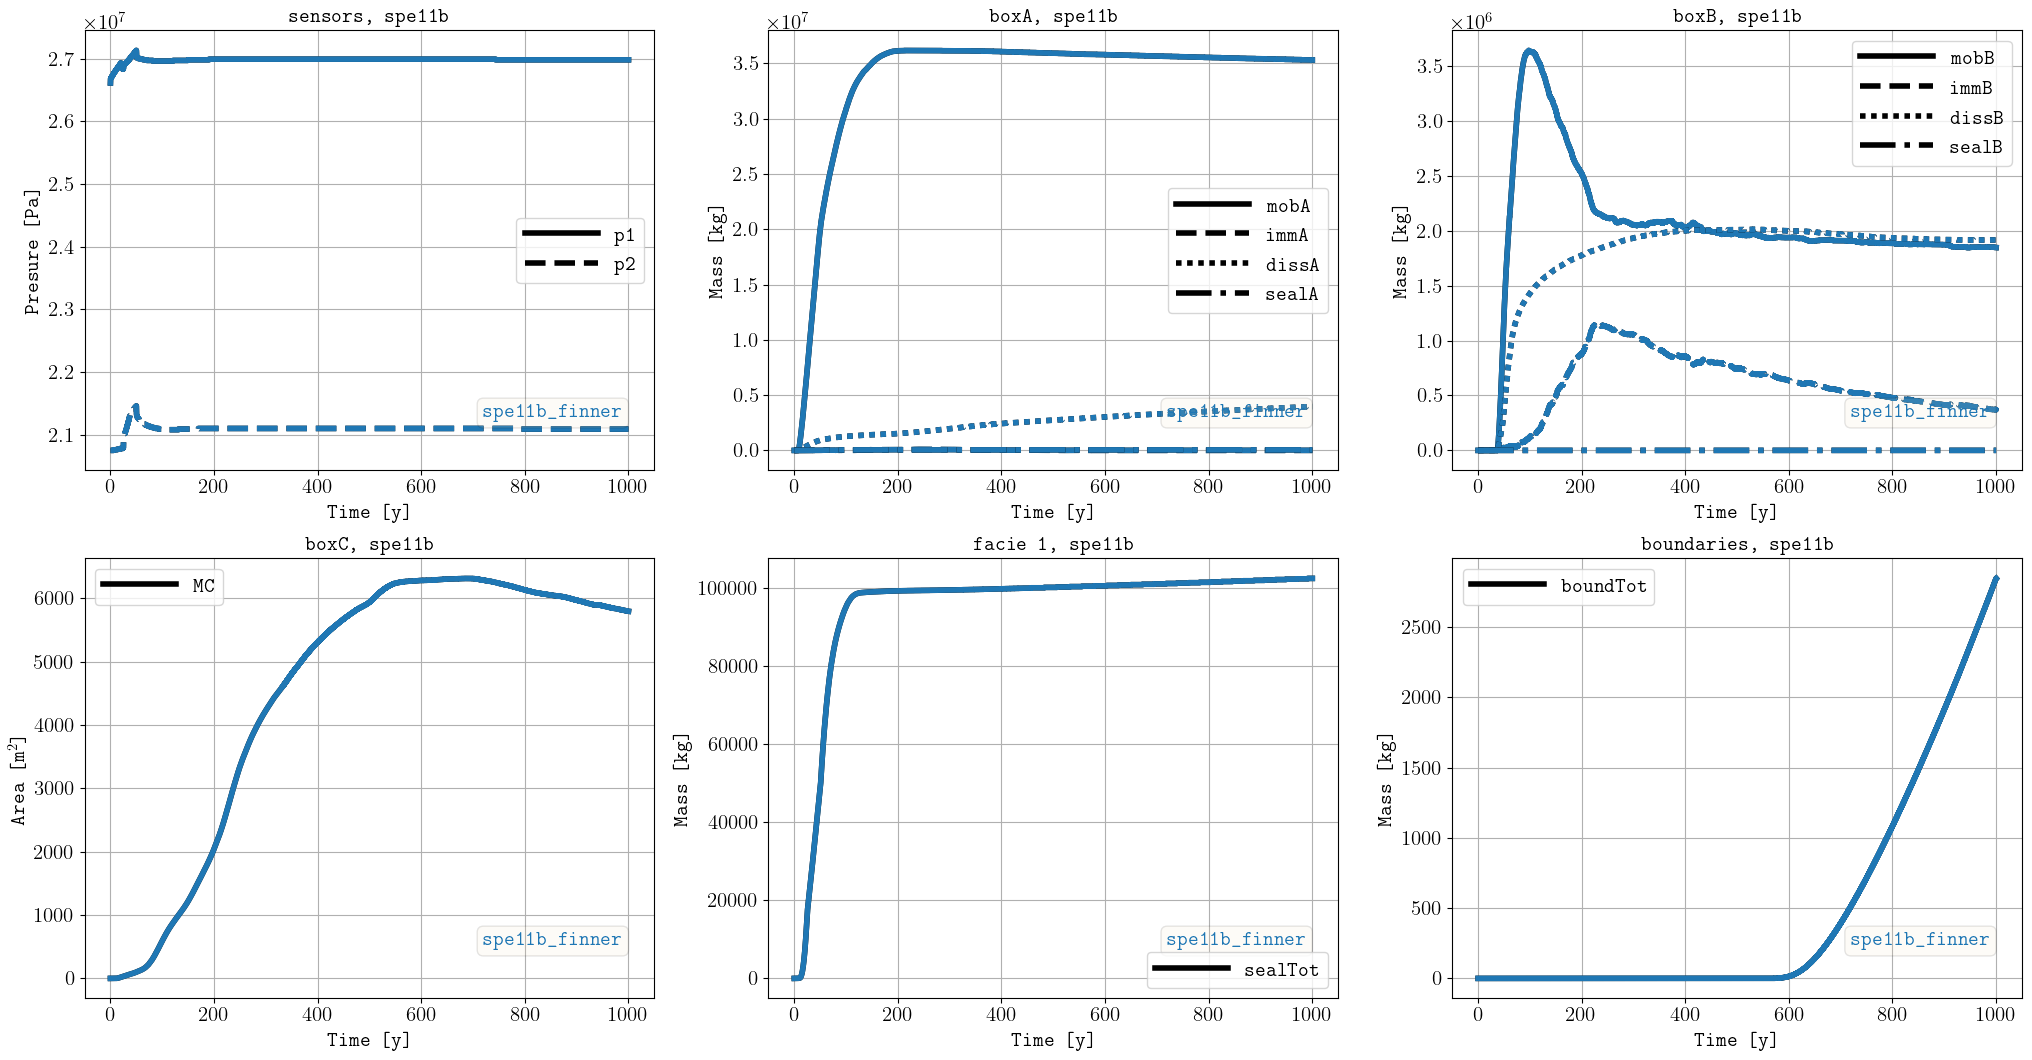 sensors, spe11b
×10⁷
2.7
2.6
2.5
2.4
2.3
2.2
2.1
Presure [Pa]
p1
p2
spe11b_finner
0 200 400 600 800 1000
Time [y]
boxA, spe11b
×10⁷
3.5
3.0
2.5
2.0
1.5
1.0
0.5
0.0
Mass [kg]
mobA
immA
dissA
sealA
spe11b_finner
0 200 400 600 800 1000
Time [y]
boxB, spe11b
×10⁶
3.5
3.0
2.5
2.0
1.5
1.0
0.5
0.0
Mass [kg]
mobB
immB
dissB
sealB
spe11b_finner
0 200 400 600 800 1000
Time [y]
boxC, spe11b
6000
5000
4000
3000
2000
1000
0
Area [m²]
MC
spe11b_finner
0 200 400 600 800 1000
Time [y]
facie 1, spe11b
100000
80000
60000
40000
20000
0
Mass [kg]
spe11b_finner
sealTot
0 200 400 600 800 1000
Time [y]
boundaries, spe11b
2500
2000
1500
1000
500
0
Mass [kg]
boundTot
spe11b_finner
0 200 400 600 800 1000
Time [y]